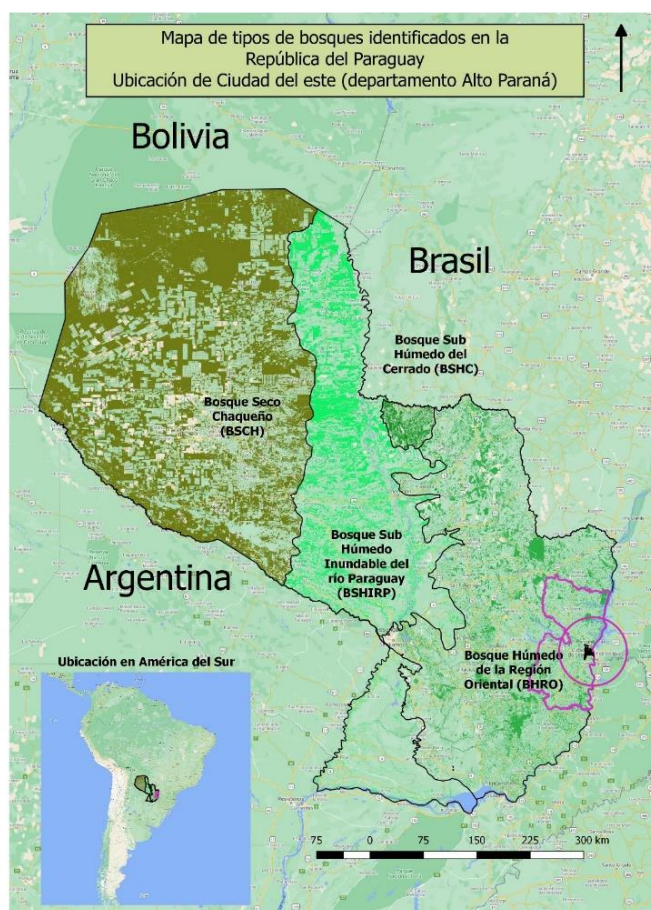 Mapa de tipos de bosques identificados en la
República del Paraguay
Ubicación de Ciudad del este (departamento Alto Paraná)
Bolivia
Brasil
Bosque Sub
Húmedo del
Cerrado (BSHC)
Bosque Seco
Chaqueño
(BSCH)
Bosque Sub
Húmedo
Inundable del
río Paraguay
(BSHIRP)
Argentina
Bosque Húmedo
de la Región
Oriental (BHRO)
Ubicación en América del Sur
75 0 75 150 225 300 km